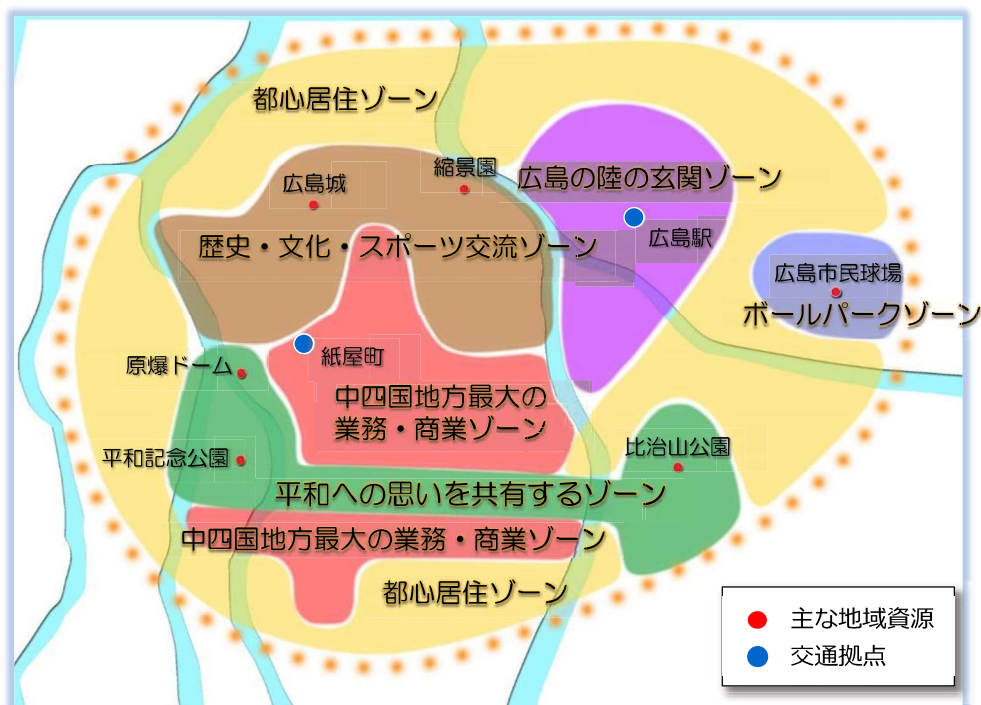 都心居住ゾーン
縮景園
広島城
広島の陸の玄関ゾーン
広島駅
歴史・文化・スポーツ交流ゾーン
広島市民球場
ボールパークゾーン
紙屋町
原爆ドーム
中四国地方最大の
業務・商業ゾーン
比治山公園
平和記念公園
平和への思いを共有するゾーン
中四国地方最大の業務・商業ゾーン
都心居住ゾーン
主な地域資源
交通拠点